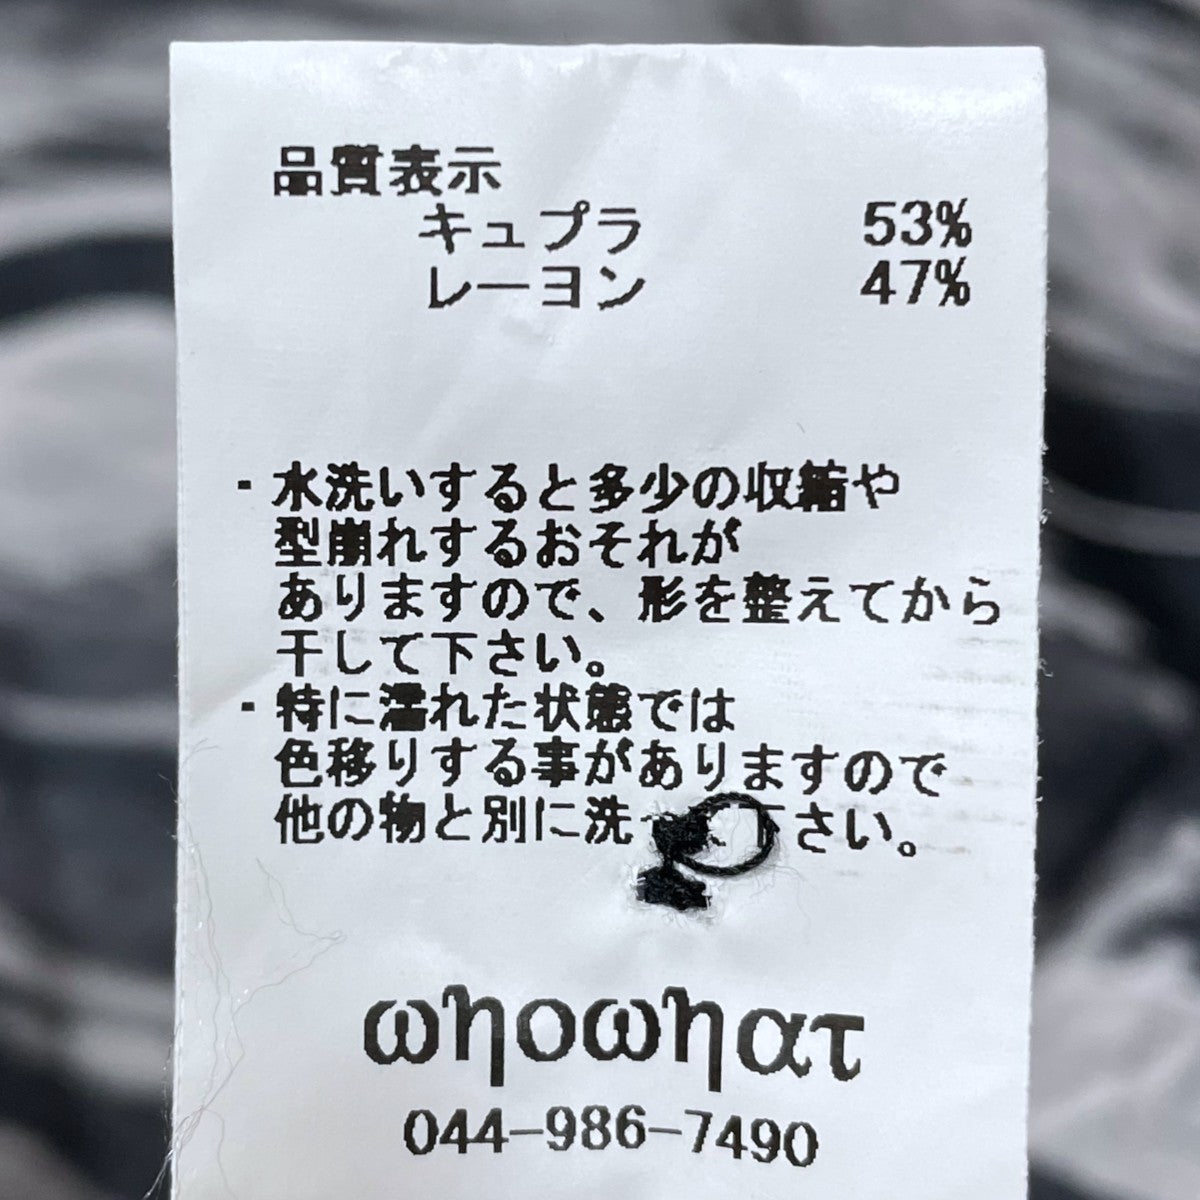 品質表示
キュプラ 53%
レーヨン 47%
・水洗いすると多少の収縮や
型崩れするおそれが
ありますので、形を整えてから
干して下さい。
・特に濡れた状態では
色移りする事がありますので
他の物と別に洗 下さい。
ωhoωhατ
044-986-7490